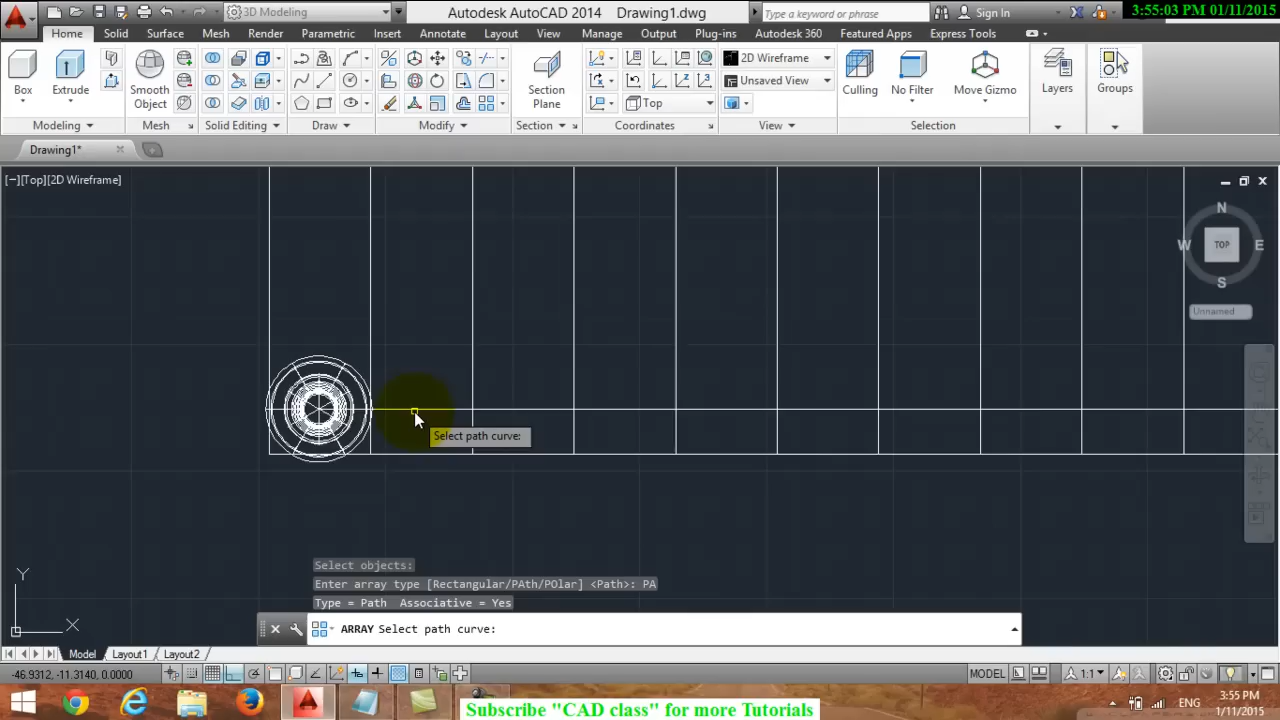 3D Modeling
Autodesk AutoCAD 2014 Drawing1.dwg
Type a keyword or phrase
Sign In
3:55:03 PM 01/11/2015
Home Solid Surface Mesh Render Parametric Insert Annotate Layout View Manage Output Plug-ins Autodesk 360 Featured Apps Express Tools
2D Wireframe
Unsaved View
Top
Box Extrude Smooth Object Section Plane Culling No Filter Move Gizmo Layers Groups
Modeling Mesh Solid Editing Draw Modify Section Coordinates View Selection
Drawing1*
[−][Top][2D Wireframe]
N
W TOP E
S
Unnamed
Select path curve:
Select objects:
Enter array type [Rectangular/PAth/POlar] <Path>: PA
Type = Path Associative = Yes
ARRAY Select path curve:
Y
X
Model Layout1 Layout2
-46.9312, -11.3140, 0.0000
MODEL
1:1
ENG
3:55 PM
1/11/2015
Subscribe "CAD class" for more Tutorials